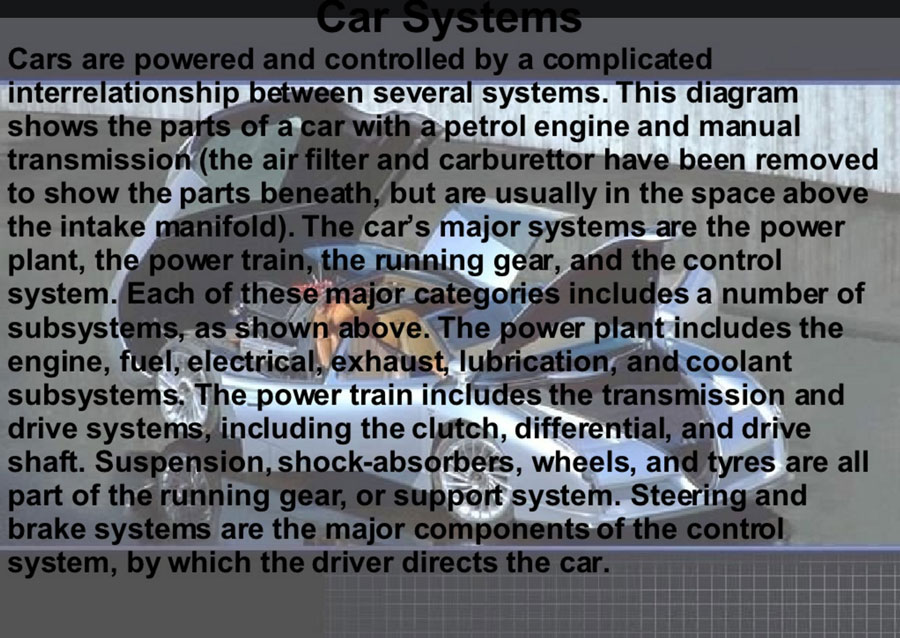 Car Systems
Cars are powered and controlled by a complicated
interrelationship between several systems. This diagram
shows the parts of a car with a petrol engine and manual
transmission (the air filter and carburettor have been removed
to show the parts beneath, but are usually in the space above
the intake manifold). The car’s major systems are the power
plant, the power train, the running gear, and the control
system. Each of these major categories includes a number of
subsystems, as shown above. The power plant includes the
engine, fuel, electrical, exhaust, lubrication, and coolant
subsystems. The power train includes the transmission and
drive systems, including the clutch, differential, and drive
shaft. Suspension, shock-absorbers, wheels, and tyres are all
part of the running gear, or support system. Steering and
brake systems are the major components of the control
system, by which the driver directs the car.